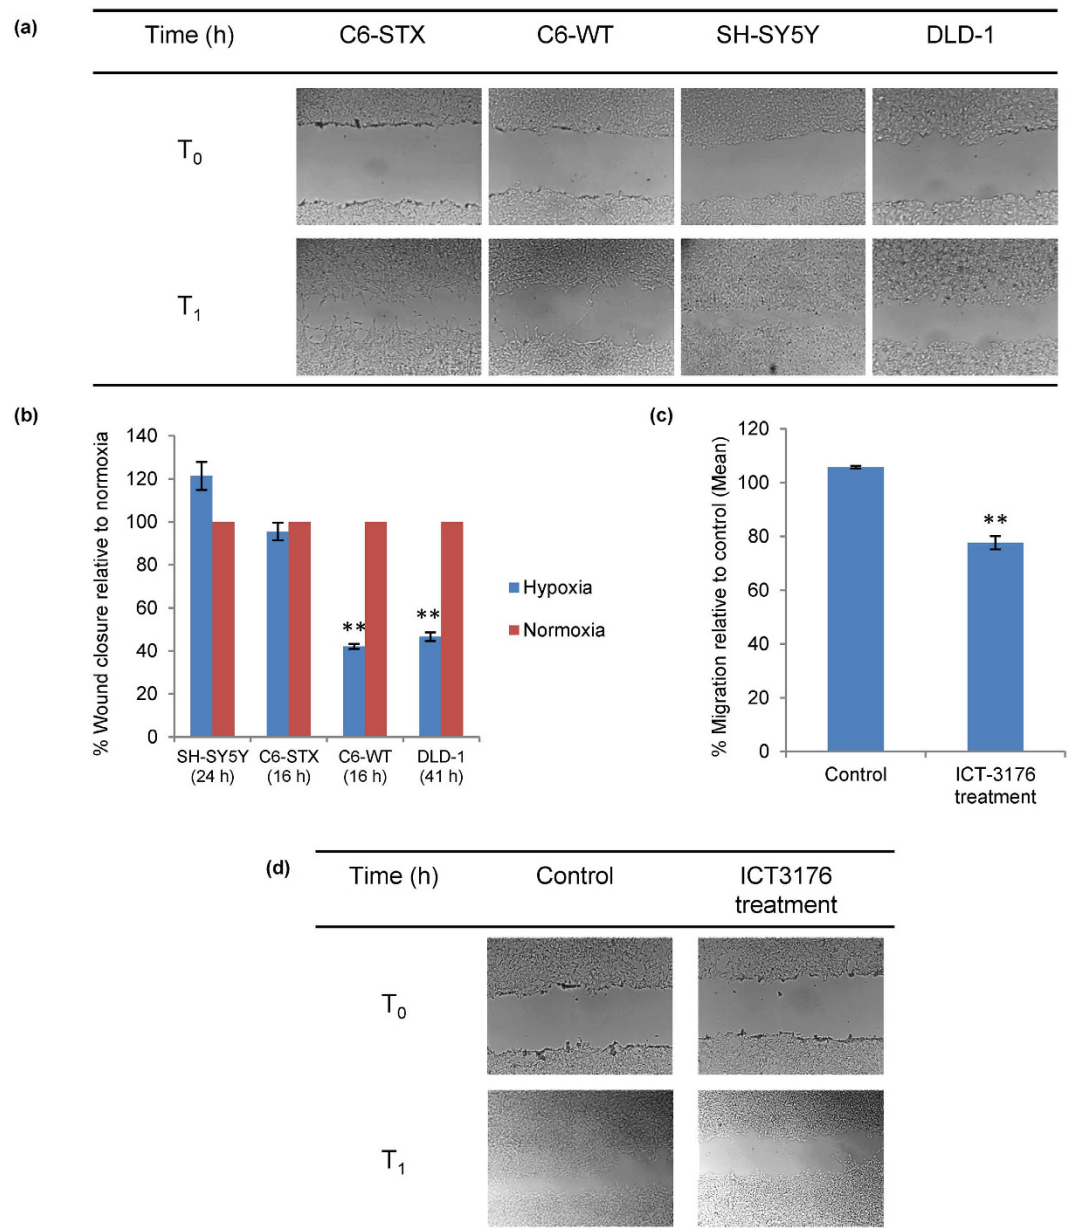 (a)
Time (h) C6-STX C6-WT SH-SY5Y DLD-1
T0
T1
(b)
% Wound closure relative to normoxia
140
120
100
80
60
40
20
0
** **
SH-SY5Y C6-STX C6-WT DLD-1
(24 h) (16 h) (16 h) (41 h)
Hypoxia
Normoxia
(c)
% Migration relative to control (Mean)
120
100
80
60
40
20
0
**
Control ICT-3176
treatment
(d)
Time (h) Control ICT3176
treatment
T0
T1